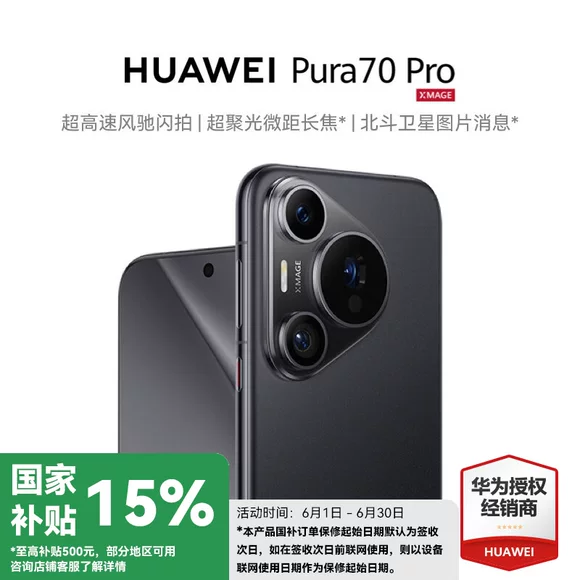 HUAWEI Pura70 Pro
XMAGE
超高速风驰闪拍 | 超聚光微距长焦* | 北斗卫星图片消息*
XMAGE
国家
补贴
15%
*至高补贴500元，部分地区可用
咨询店铺客服了解详情
活动时间：6月1日 - 6月30日
*本产品国补订单保修起始日期默认为签收
次日，如在签收次日前联网使用，则以设备
联网使用日期作为保修起始日期。
华为授权
经销商
HUAWEI